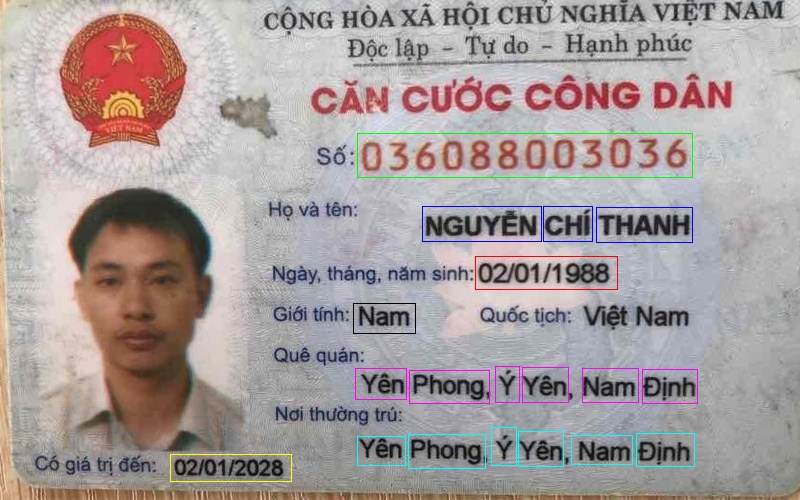 CỘNG HÒA XÃ HỘI CHỦ NGHĨA VIỆT NAM
Độc lập - Tự do - Hạnh phúc
CĂN CƯỚC CÔNG DÂN
Số: 036088003036
Họ và tên: NGUYỄN CHÍ THANH
Ngày, tháng, năm sinh: 02/01/1988
Giới tính: Nam Quốc tịch: Việt Nam
Quê quán:
Yên Phong, Ý Yên, Nam Định
Nơi thường trú:
Yên Phong, Ý Yên, Nam Định
Có giá trị đến: 02/01/2028
VIỆT NAM